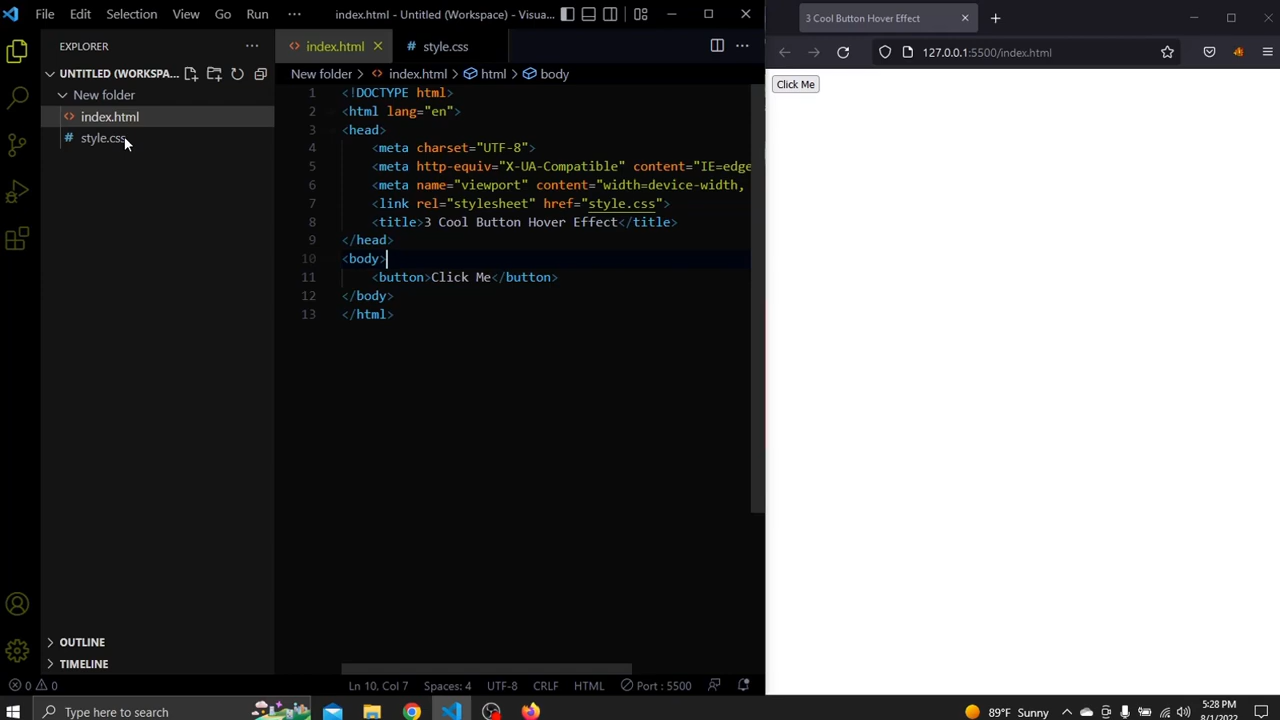 File Edit Selection View Go Run ··· index.html - Untitled (Workspace) - Visua...
EXPLORER ···
UNTITLED (WORKSPA...
New folder
<> index.html
# style.css
OUTLINE
TIMELINE
<> index.html × # style.css ···
New folder > <> index.html > html > body
1 <!DOCTYPE html>
2 <html lang="en">
3 <head>
4 <meta charset="UTF-8">
5 <meta http-equiv="X-UA-Compatible" content="IE=edge
6 <meta name="viewport" content="width=device-width,
7 <link rel="stylesheet" href="style.css">
8 <title>3 Cool Button Hover Effect</title>
9 </head>
10 <body>
11 <button>Click Me</button>
12 </body>
13 </html>
0 0 Ln 10, Col 7 Spaces: 4 UTF-8 CRLF HTML Port : 5500
3 Cool Button Hover Effect × +
127.0.0.1:5500/index.html
Click Me
Type here to search
89°F Sunny
5:28 PM
8/1/2022